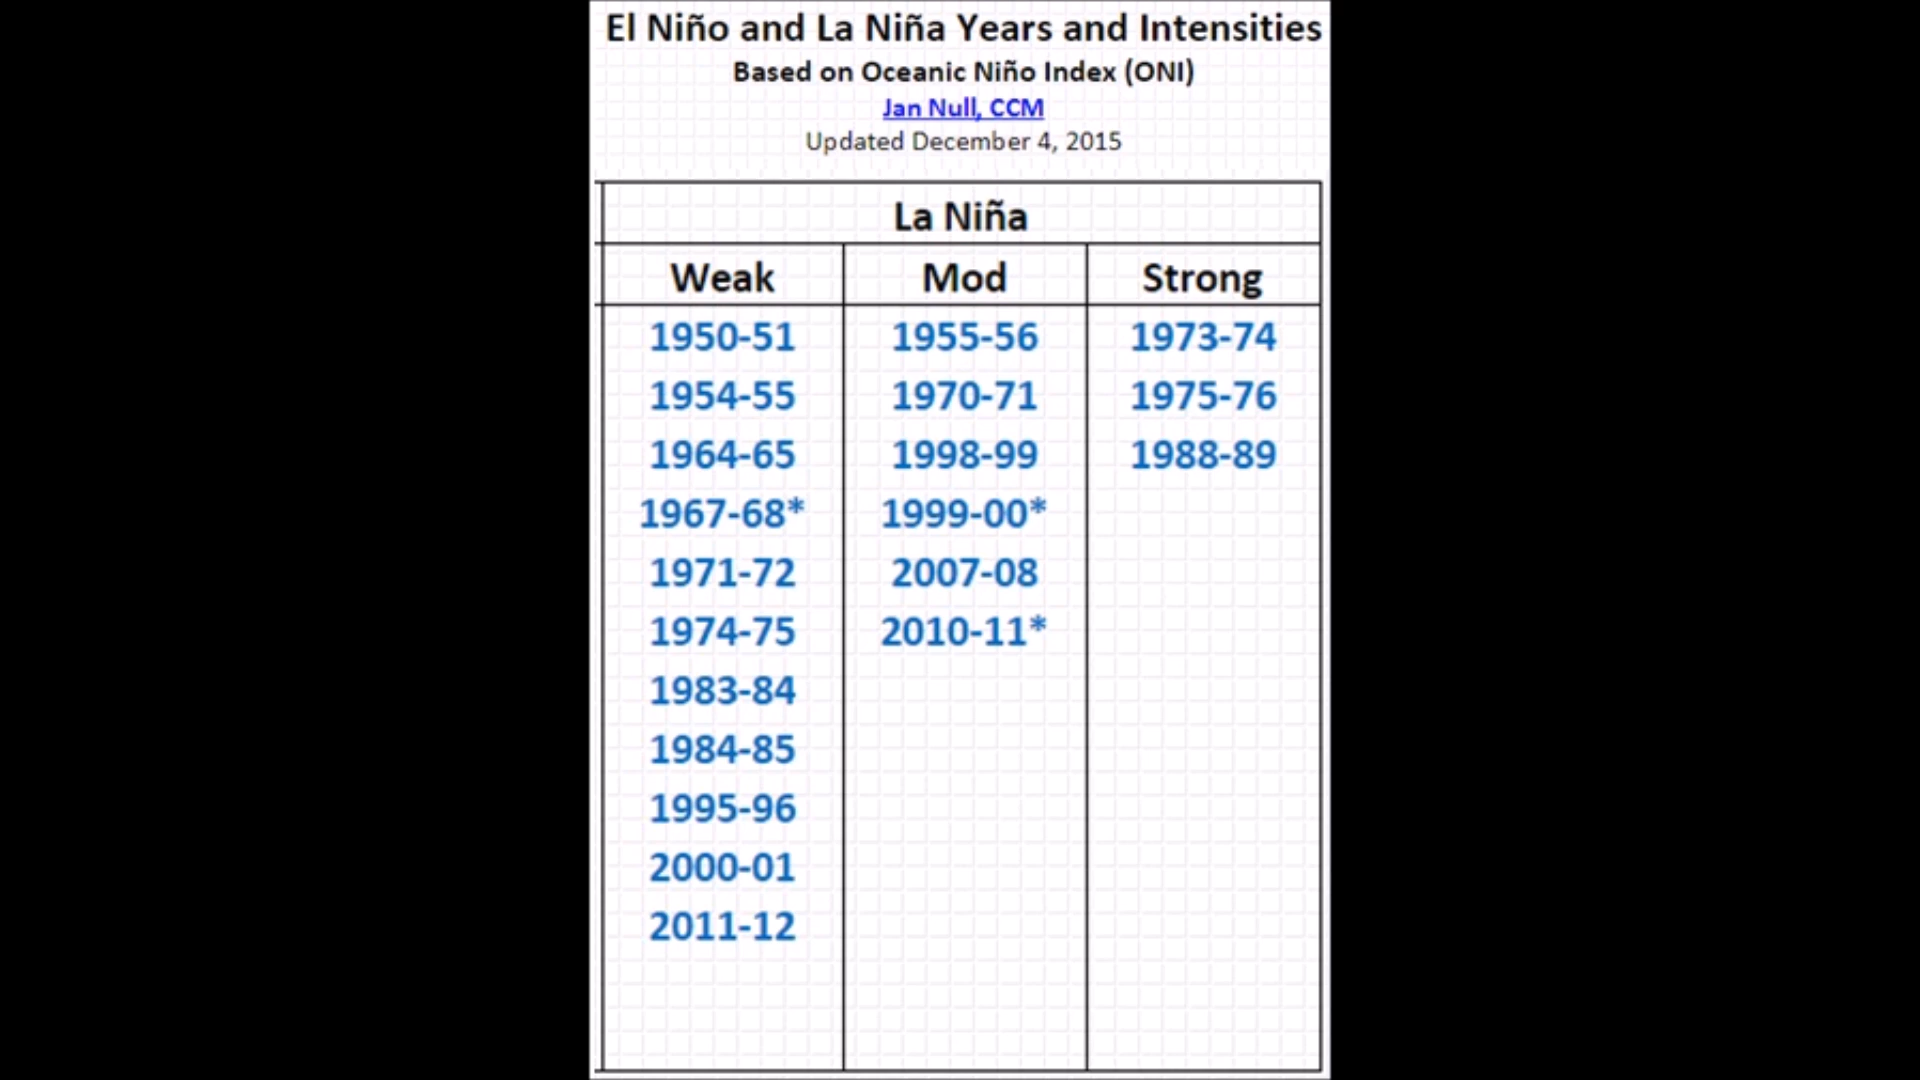 El Niño and La Niña Years and Intensities
Based on Oceanic Niño Index (ONI)
Jan Null, CCM
Updated December 4, 2015
La Niña
Weak Mod Strong
1950-51 1955-56 1973-74
1954-55 1970-71 1975-76
1964-65 1998-99 1988-89
1967-68* 1999-00*
1971-72 2007-08
1974-75 2010-11*
1983-84
1984-85
1995-96
2000-01
2011-12